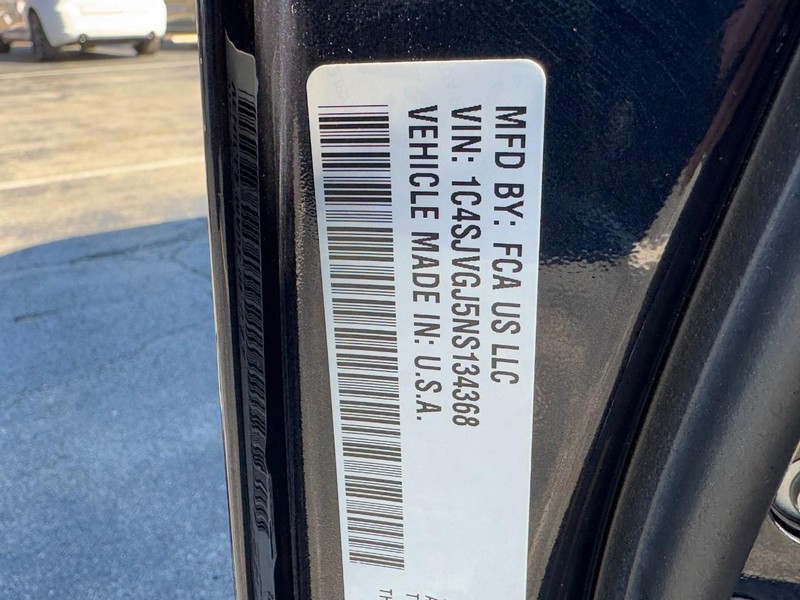 MFD BY: FCA US LLC
VIN: 1C4SJVGJ5NS134368
VEHICLE MADE IN: U.S.A.